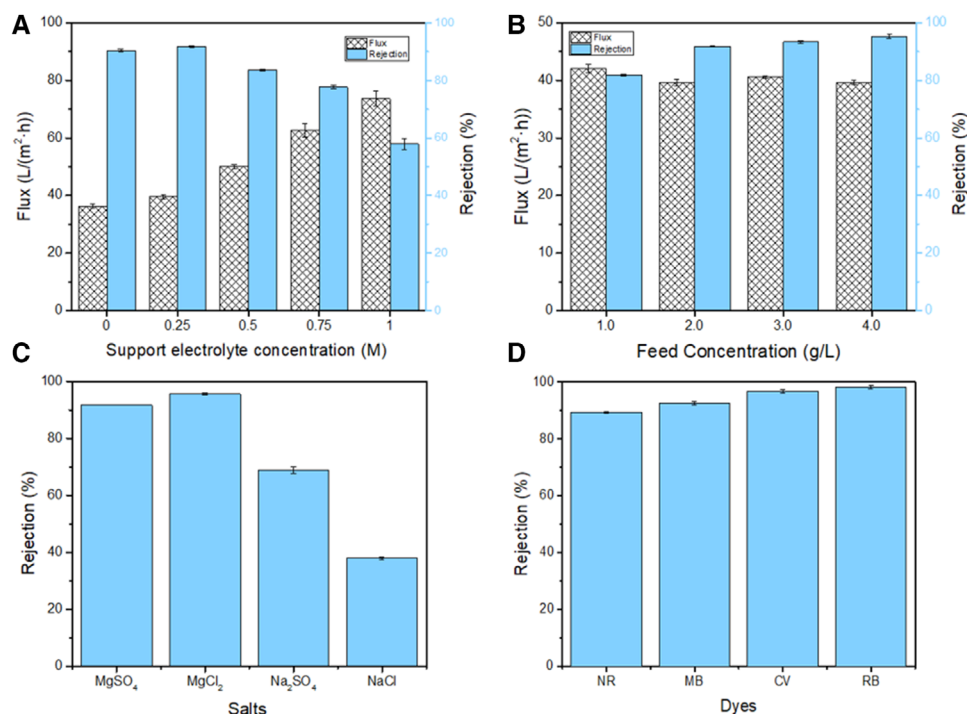 A
Flux
Rejection
100
80
60
40
20
0
Flux (L/(m²·h))
100
80
60
40
20
0
Rejection (%)
0 0.25 0.5 0.75 1
Support electrolyte concentration (M)
B
Flux
Rejection
50
40
30
20
10
0
Flux (L/(m²·h))
100
80
60
40
20
0
Rejection (%)
1.0 2.0 3.0 4.0
Feed Concentration (g/L)
C
100
80
60
40
20
0
Rejection (%)
MgSO₄ MgCl₂ Na₂SO₄ NaCl
Salts
D
100
80
60
40
20
0
Rejection (%)
NR MB CV RB
Dyes